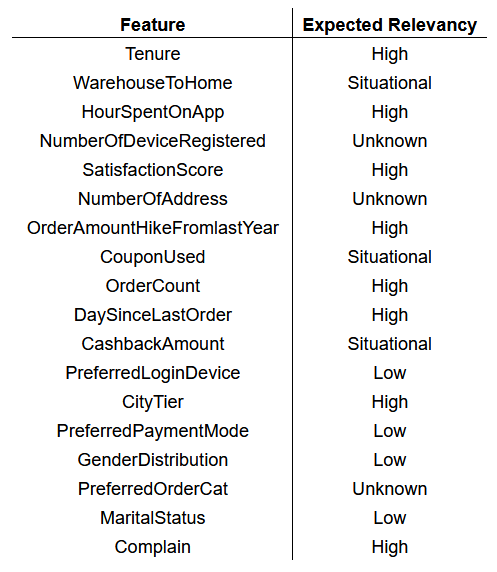 Feature Expected Relevancy
Tenure High
WarehouseToHome Situational
HourSpentOnApp High
NumberOfDeviceRegistered Unknown
SatisfactionScore High
NumberOfAddress Unknown
OrderAmountHikeFromlastYear High
CouponUsed Situational
OrderCount High
DaySinceLastOrder High
CashbackAmount Situational
PreferredLoginDevice Low
CityTier High
PreferredPaymentMode Low
GenderDistribution Low
PreferredOrderCat Unknown
MaritalStatus Low
Complain High